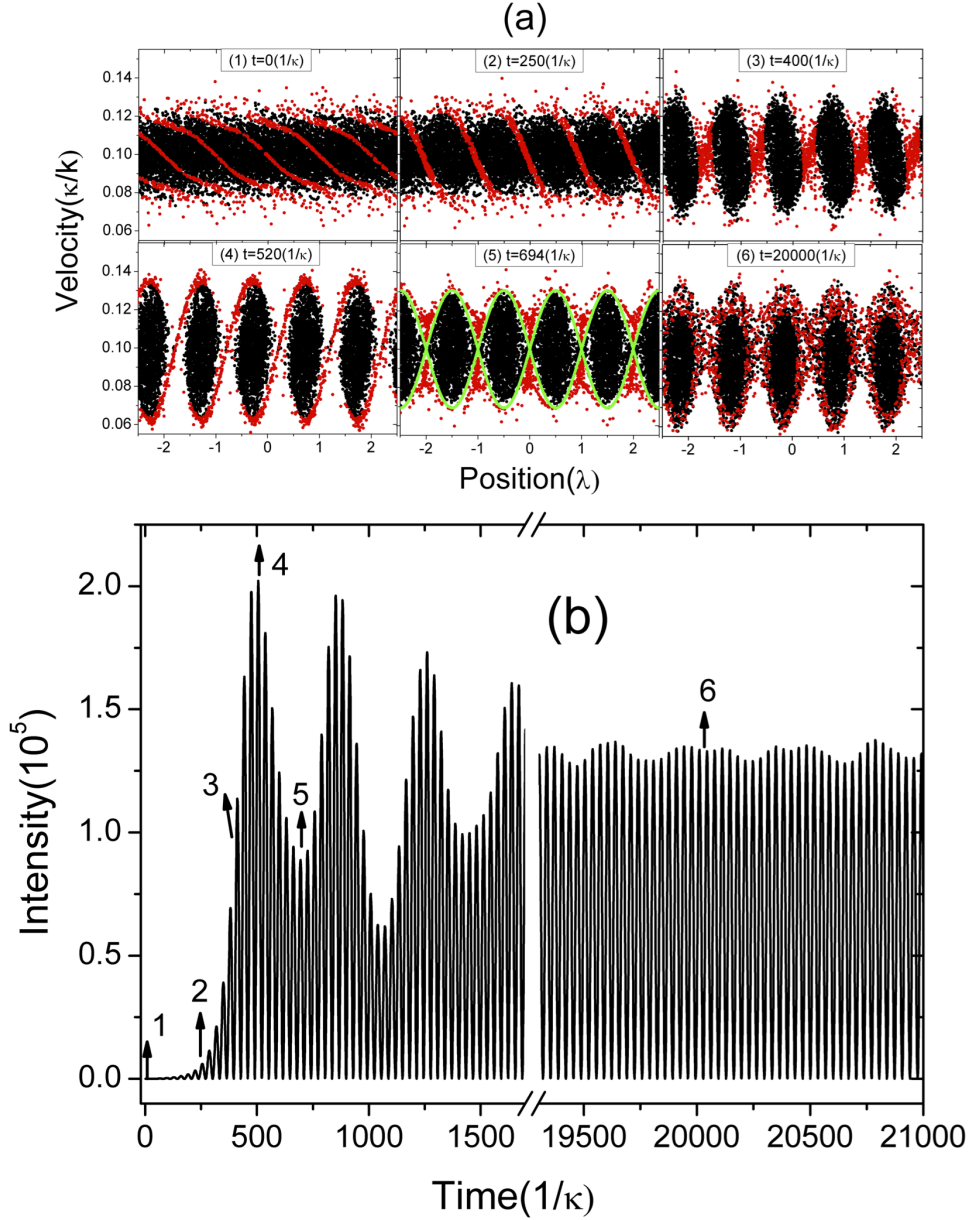 (a)
(1) t=0(1/κ) (2) t=250(1/κ) (3) t=400(1/κ)
0.14
0.12
0.10
0.08
0.06
(4) t=520(1/κ) (5) t=694(1/κ) (6) t=20000(1/κ)
0.14
0.12
0.10
0.08
0.06
Velocity(κ/k)
-2 -1 0 1 2 -2 -1 0 1 2 -2 -1 0 1 2
Position(λ)
(b)
2.0
1.5
1.0
0.5
0.0
Intensity(10⁵)
1
2
3
4
5
6
0 500 1000 1500 19500 20000 20500 21000
Time(1/κ)